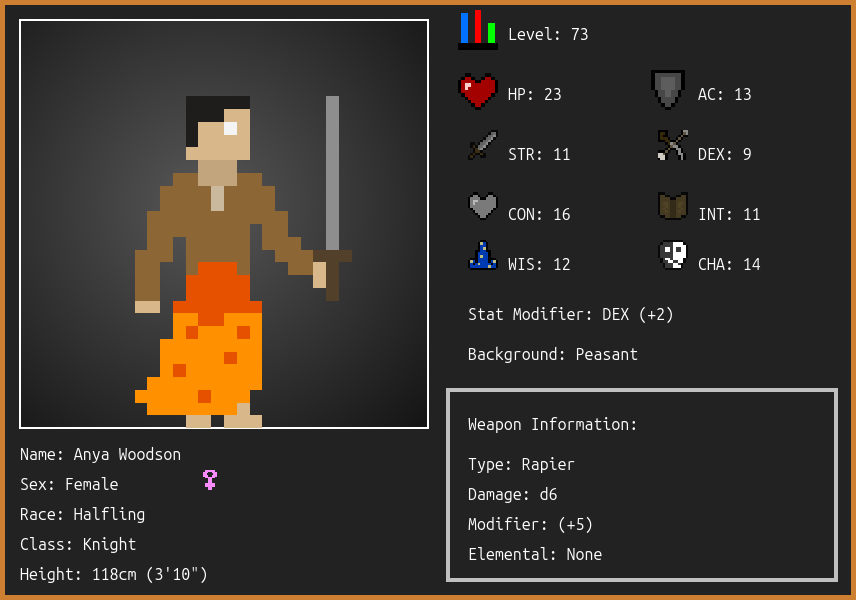 Level: 73
HP: 23
AC: 13
STR: 11
DEX: 9
CON: 16
INT: 11
WIS: 12
CHA: 14
Stat Modifier: DEX (+2)
Background: Peasant
Weapon Information:
Type: Rapier
Damage: d6
Modifier: (+5)
Elemental: None
Name: Anya Woodson
Sex: Female
Race: Halfling
Class: Knight
Height: 118cm (3'10")